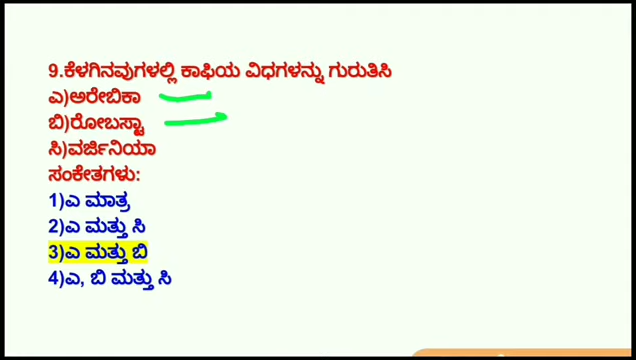 9.ಕೆಳಗಿನವುಗಳಲ್ಲಿ ಕಾಫಿಯ ವಿಧಗಳನ್ನು ಗುರುತಿಸಿ
ಎ)ಅರೇಬಿಕಾ
ಬಿ)ರೋಬಸ್ಟಾ
ಸಿ)ವರ್ಜಿನಿಯಾ
ಸಂಕೇತಗಳು:
1)ಎ ಮಾತ್ರ
2)ಎ ಮತ್ತು ಸಿ
3)ಎ ಮತ್ತು ಬಿ
4)ಎ, ಬಿ ಮತ್ತು ಸಿ